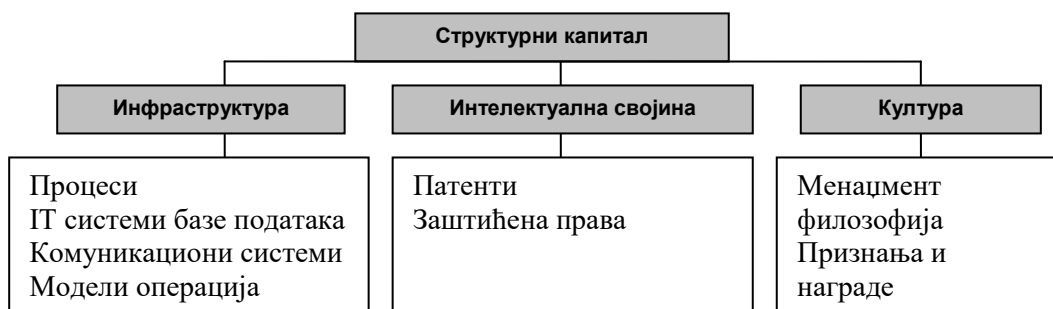 Структурни капитал
Инфраструктура
Интелектуална својина
Култура
Процеси
IT системи базе података
Комуникациони системи
Модели операција
Патенти
Заштићена права
Менаџмент
филозофија
Признања и
награде